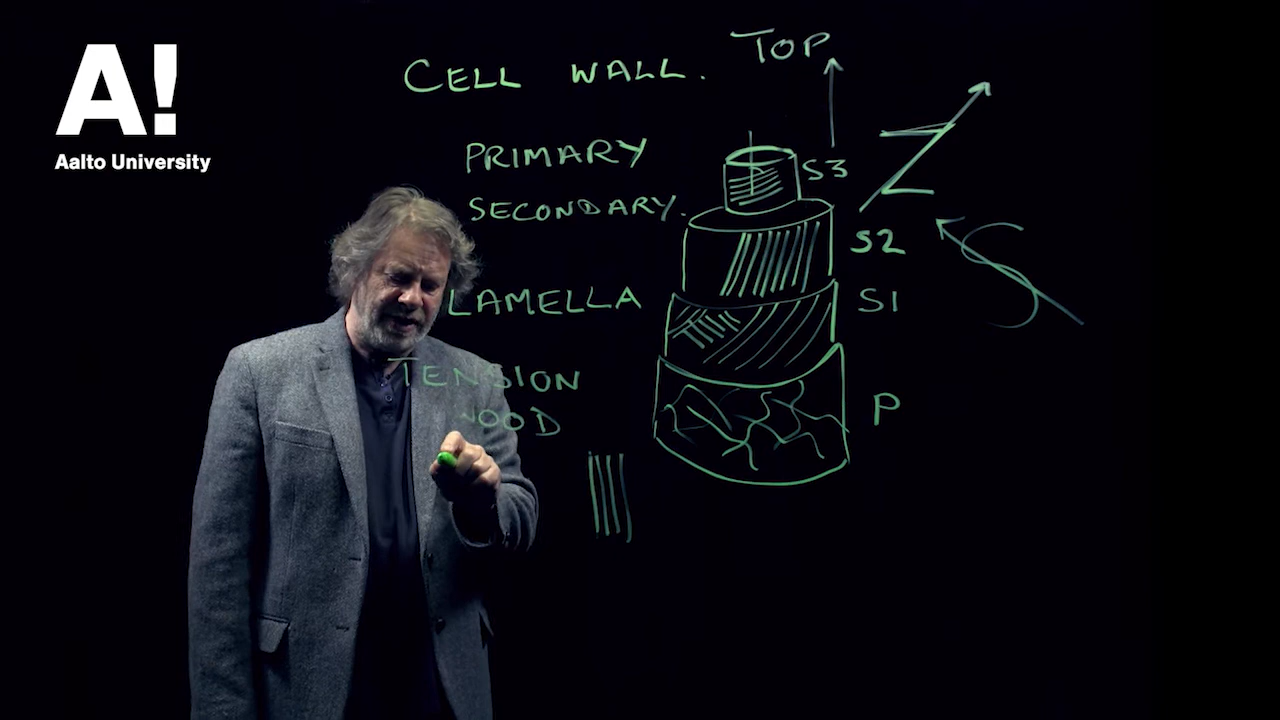 A!
Aalto University
TOP
CELL WALL.
PRIMARY
S3
SECONDARY.
Z
S2
S
LAMELLA
S1
TENSION
WOOD
P